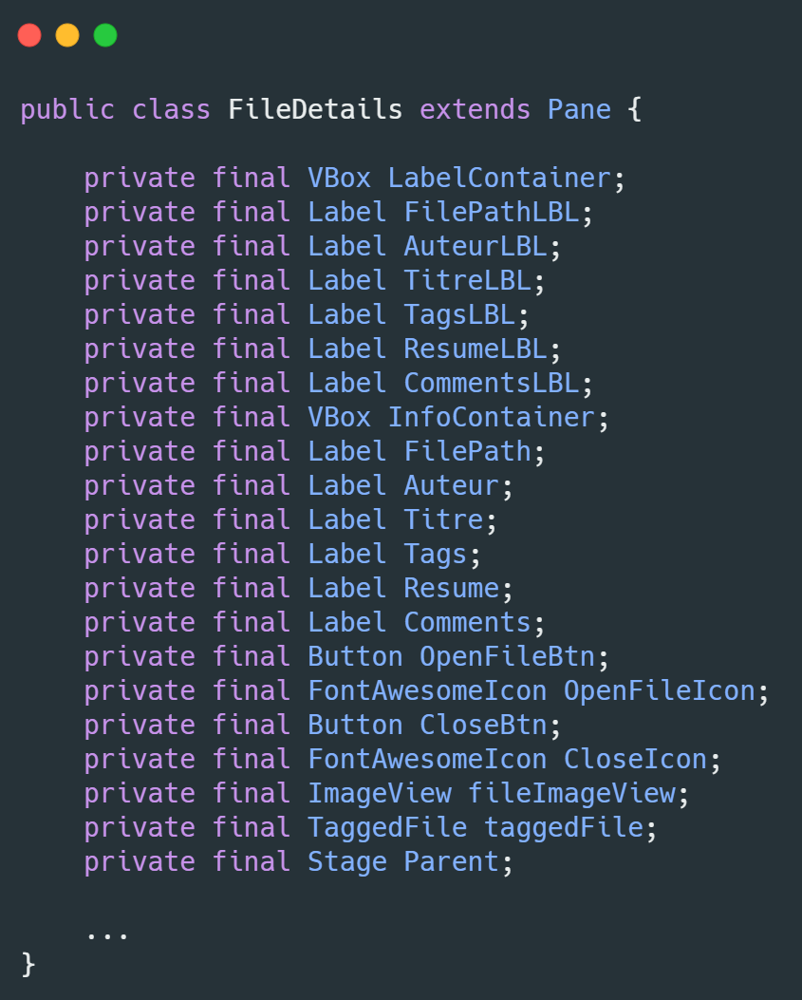 public class FileDetails extends Pane {
    private final VBox LabelContainer;
    private final Label FilePathLBL;
    private final Label AuteurLBL;
    private final Label TitreLBL;
    private final Label TagsLBL;
    private final Label ResumeLBL;
    private final Label CommentsLBL;
    private final VBox InfoContainer;
    private final Label FilePath;
    private final Label Auteur;
    private final Label Titre;
    private final Label Tags;
    private final Label Resume;
    private final Label Comments;
    private final Button OpenFileBtn;
    private final FontAwesomeIcon OpenFileIcon;
    private final Button CloseBtn;
    private final FontAwesomeIcon CloseIcon;
    private final ImageView fileImageView;
    private final TaggedFile taggedFile;
    private final Stage Parent;
    ...
}